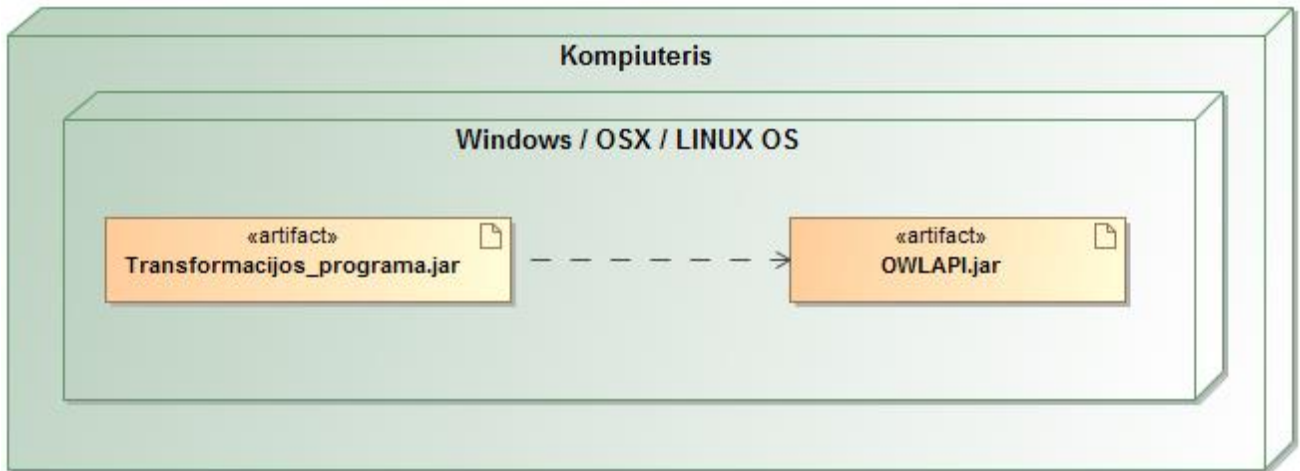 Kompiuteris
Windows / OSX / LINUX OS
«artifact»
Transformacijos_programa.jar
«artifact»
OWLAPI.jar